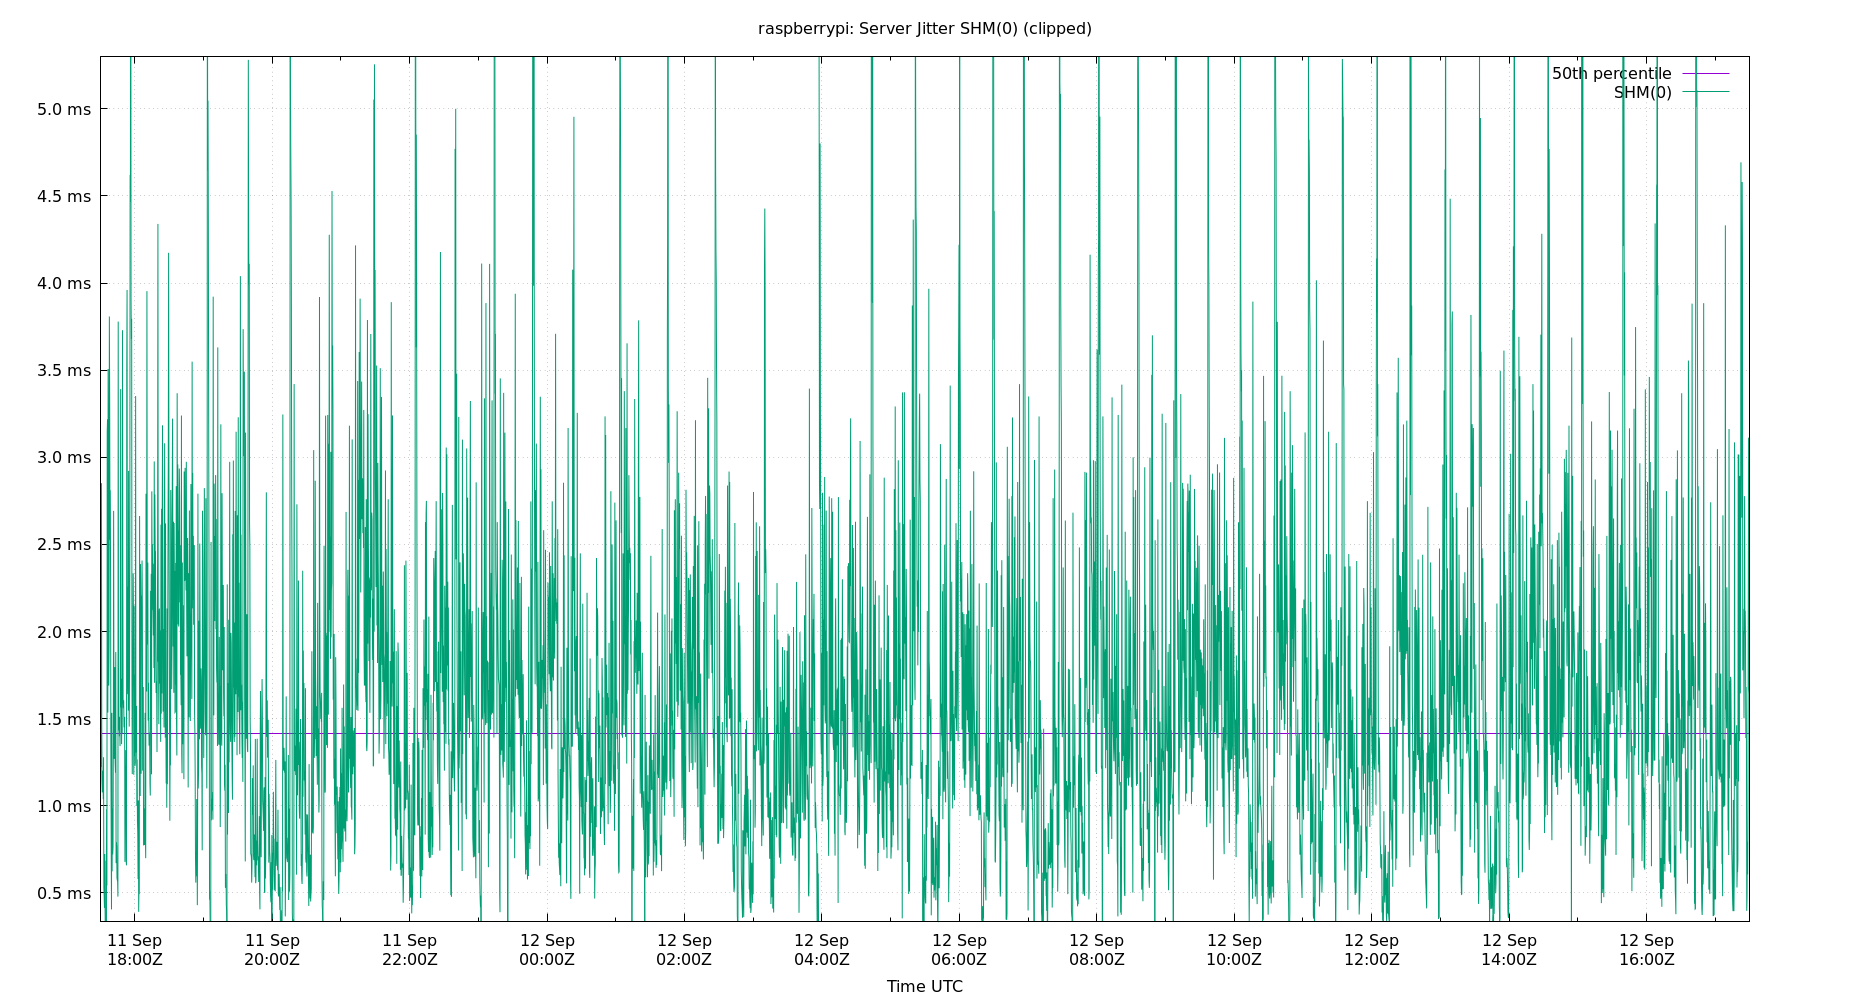 raspberrypi: Server Jitter SHM(0) (clipped)
50th percentile
SHM(0)
5.0 ms
4.5 ms
4.0 ms
3.5 ms
3.0 ms
2.5 ms
2.0 ms
1.5 ms
1.0 ms
0.5 ms
11 Sep 11 Sep 11 Sep 12 Sep 12 Sep 12 Sep 12 Sep 12 Sep 12 Sep 12 Sep 12 Sep 12 Sep
18:00Z 20:00Z 22:00Z 00:00Z 02:00Z 04:00Z 06:00Z 08:00Z 10:00Z 12:00Z 14:00Z 16:00Z
Time UTC